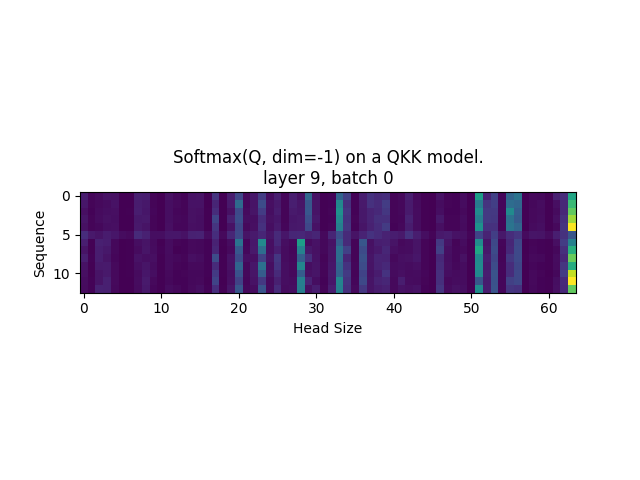 Softmax(Q, dim=-1) on a QKK model.
layer 9, batch 0
0
5
10
Sequence
0 10 20 30 40 50 60
Head Size